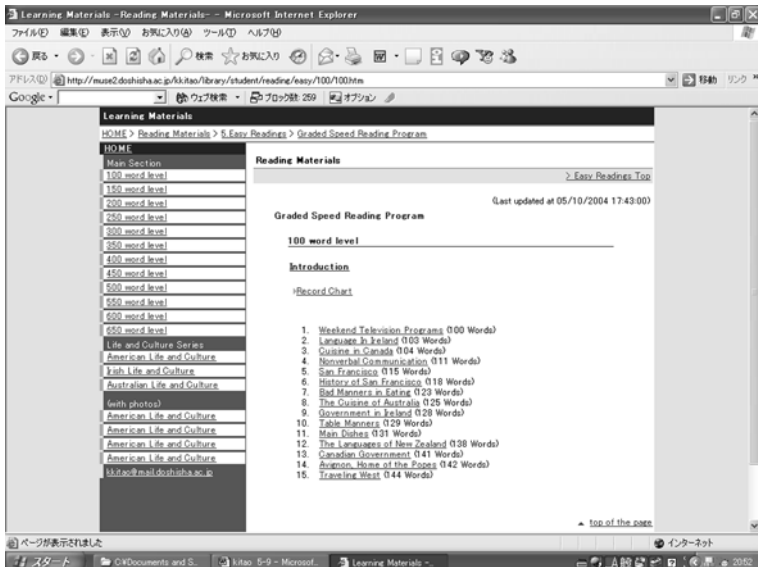 Learning Materials -Reading Materials- - Microsoft Internet Explorer
ファイル(F) 編集(E) 表示(V) お気に入り(A) ツール(T) ヘルプ(H)
戻る 検索 お気に入り
アドレス(D) http://muse2.doshisha.ac.jp/kkitao/library/student/reading/easy/100/100.htm 移動 リンク
Google ウェブ検索 ブロック数: 259 オプション
Learning Materials
HOME > Reading Materials > 5.Easy Readings > Graded Speed Reading Program
HOME
Main Section
100 word level
150 word level
200 word level
250 word level
300 word level
350 word level
400 word level
450 word level
500 word level
550 word level
600 word level
650 word level
Life and Culture Series
American Life and Culture
Irish Life and Culture
Australian Life and Culture
(with photos)
American Life and Culture
American Life and Culture
American Life and Culture
American Life and Culture
kkitao@mail.doshisha.ac.jp
Reading Materials
> Easy Readings Top
(Last updated at 05/10/2004 17:43:00)
Graded Speed Reading Program
100 word level
Introduction
»Record Chart
1. Weekend Television Programs (100 Words)
2. Language In Ireland (103 Words)
3. Cuisine in Canada (104 Words)
4. Nonverbal Communication (111 Words)
5. San Francisco (115 Words)
6. History of San Francisco (118 Words)
7. Bad Manners in Eating (123 Words)
8. The Cuisine of Australia (125 Words)
9. Government in Ireland (128 Words)
10. Table Manners (129 Words)
11. Main Dishes (131 Words)
12. The Languages of New Zealand (138 Words)
13. Canadian Government (141 Words)
14. Avignon, Home of the Popes (142 Words)
15. Traveling West (144 Words)
▲ top of the page
ページが表示されました インターネット
スタート C:\Documents and S... kitao 5-9 - Microsof... Learning Materials -... A 般 20:52